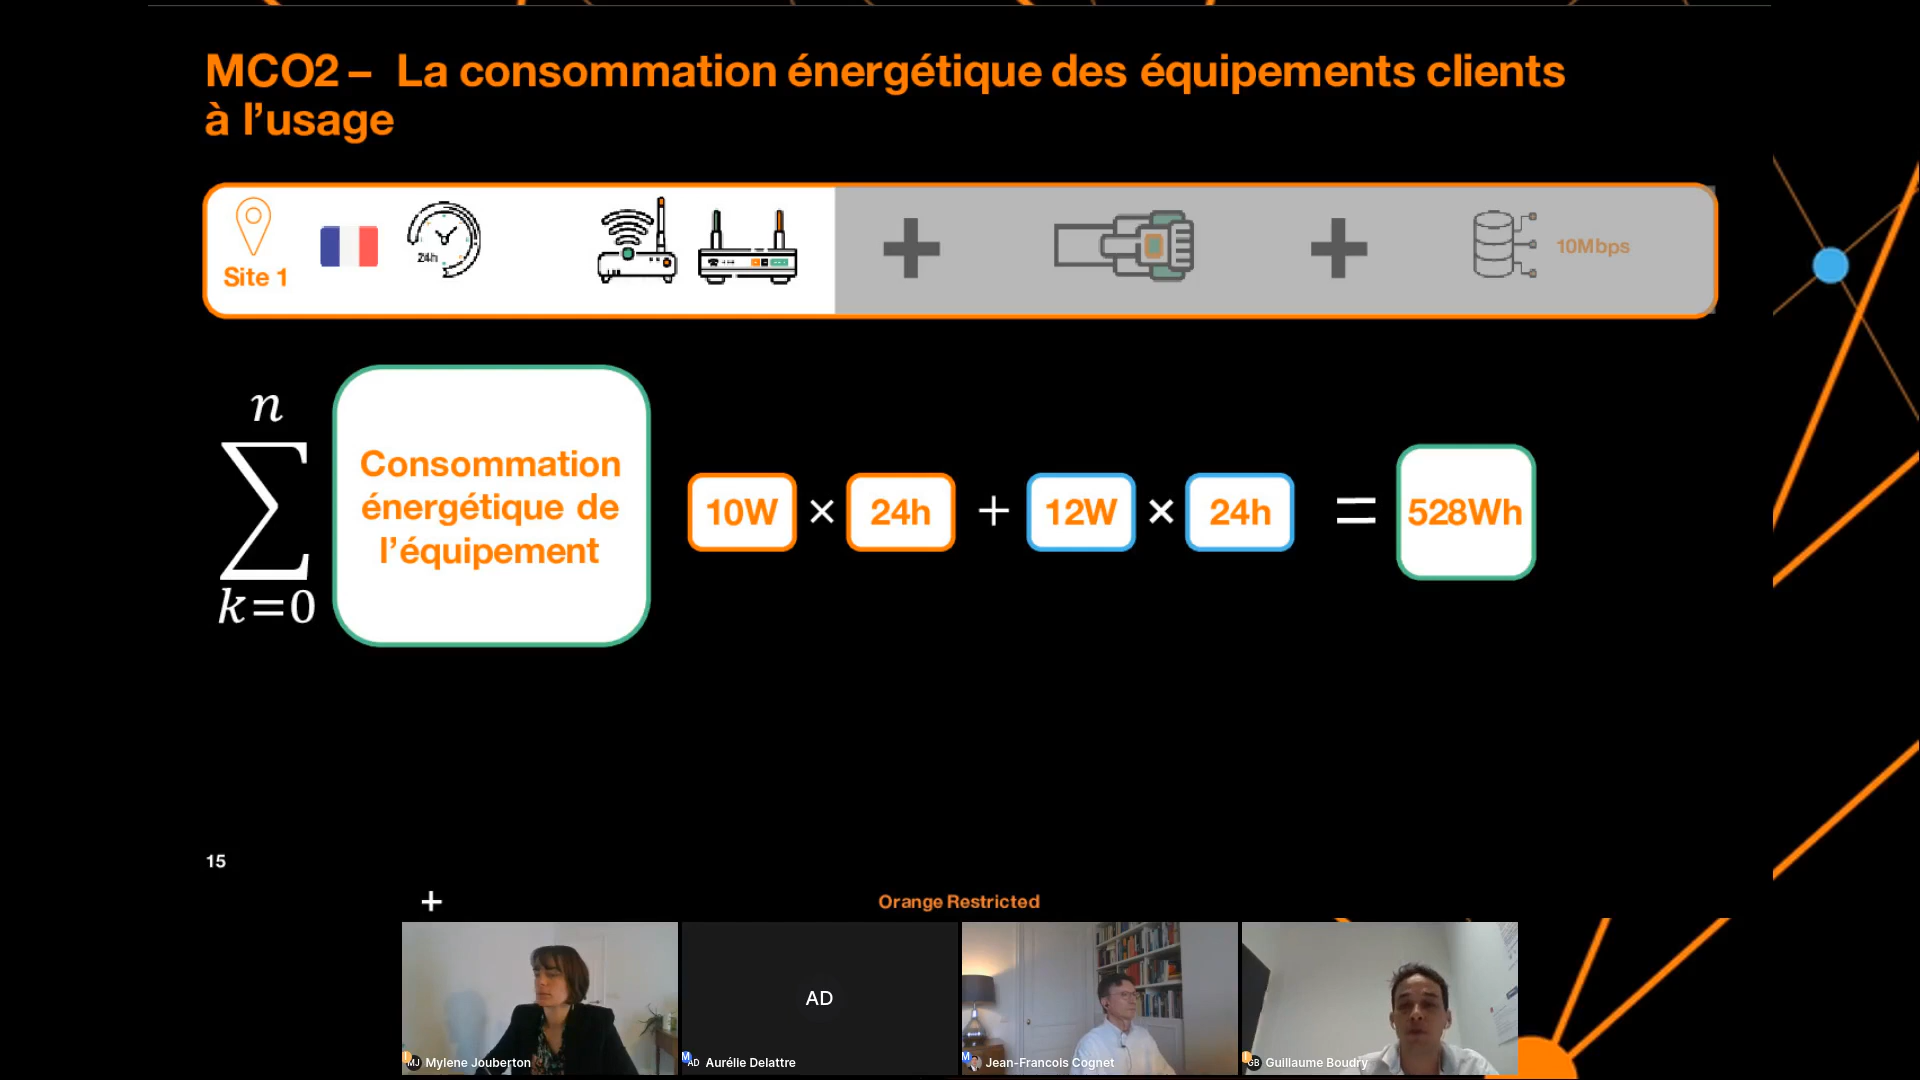 MCO2 – La consommation énergétique des équipements clients
à l’usage
Site 1
24h
10Mbps
n
∑
k=0
Consommation
énergétique de
l’équipement
10W × 24h + 12W × 24h = 528Wh
15
+
Orange Restricted
AD
MJ Mylene Jouberton
M AD Aurélie Delattre
M Jean-Francois Cognet
GB Guillaume Boudry